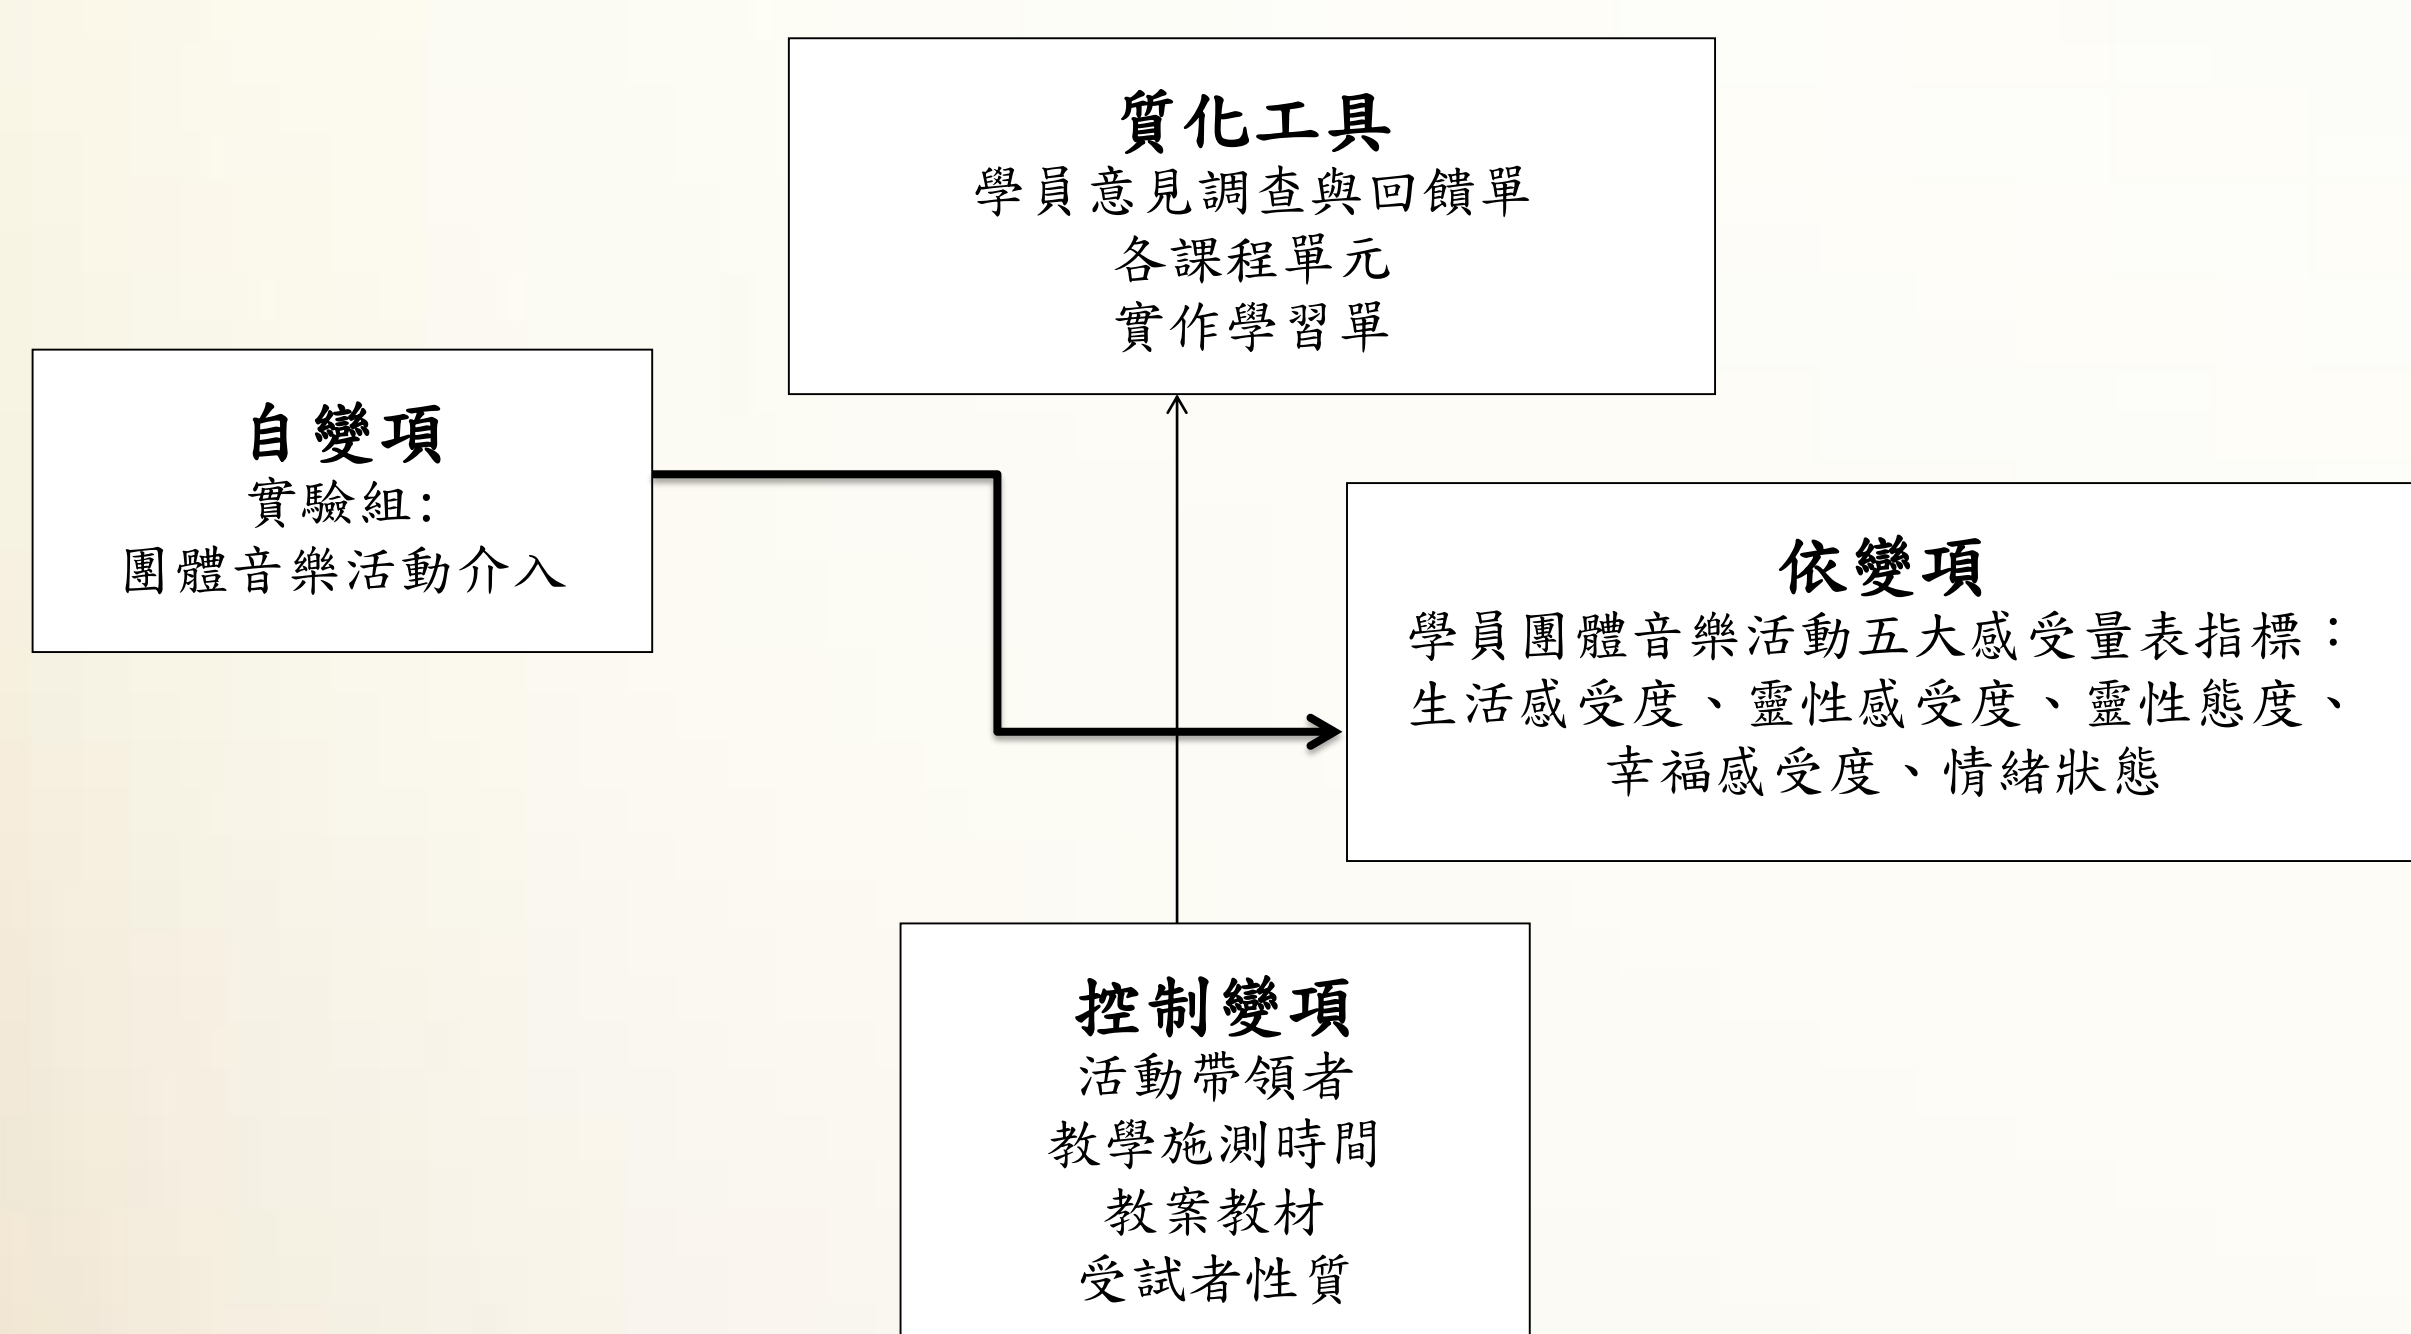 質化工具
學員意見調查與回饋單
各課程單元
實作學習單
自變項
實驗組:
團體音樂活動介入
依變項
學員團體音樂活動五大感受量表指標：
生活感受度、靈性感受度、靈性態度、
幸福感受度、情緒狀態
控制變項
活動帶領者
教學施測時間
教案教材
受試者性質